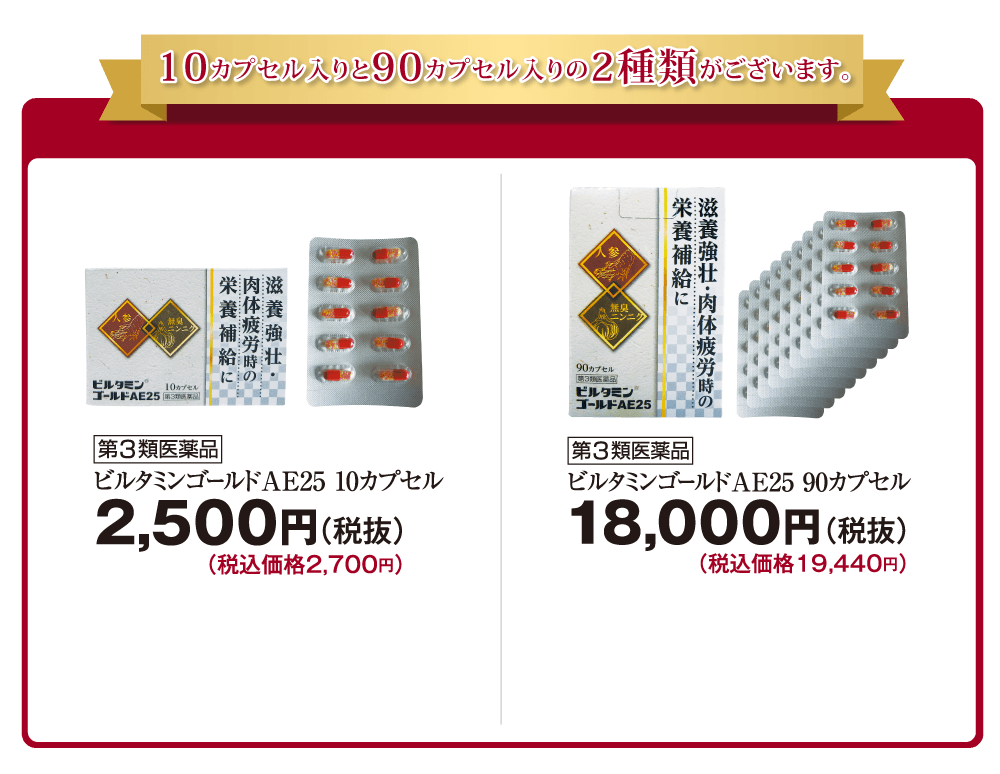 10カプセル入りと90カプセル入りの2種類がございます。
滋養強壮・
肉体疲労時の
栄養補給に
人参
無臭
ニンニク
ビルタミン®
ゴールドAE25
10カプセル
第3類医薬品
第3類医薬品
ビルタミンゴールドAE25 10カプセル
2,500円(税抜)
(税込価格2,700円)
滋養強壮・肉体疲労時の
栄養補給に
人参
無臭
ニンニク
90カプセル
第3類医薬品
ビルタミン®
ゴールドAE25
第3類医薬品
ビルタミンゴールドAE25 90カプセル
18,000円(税抜)
(税込価格19,440円)